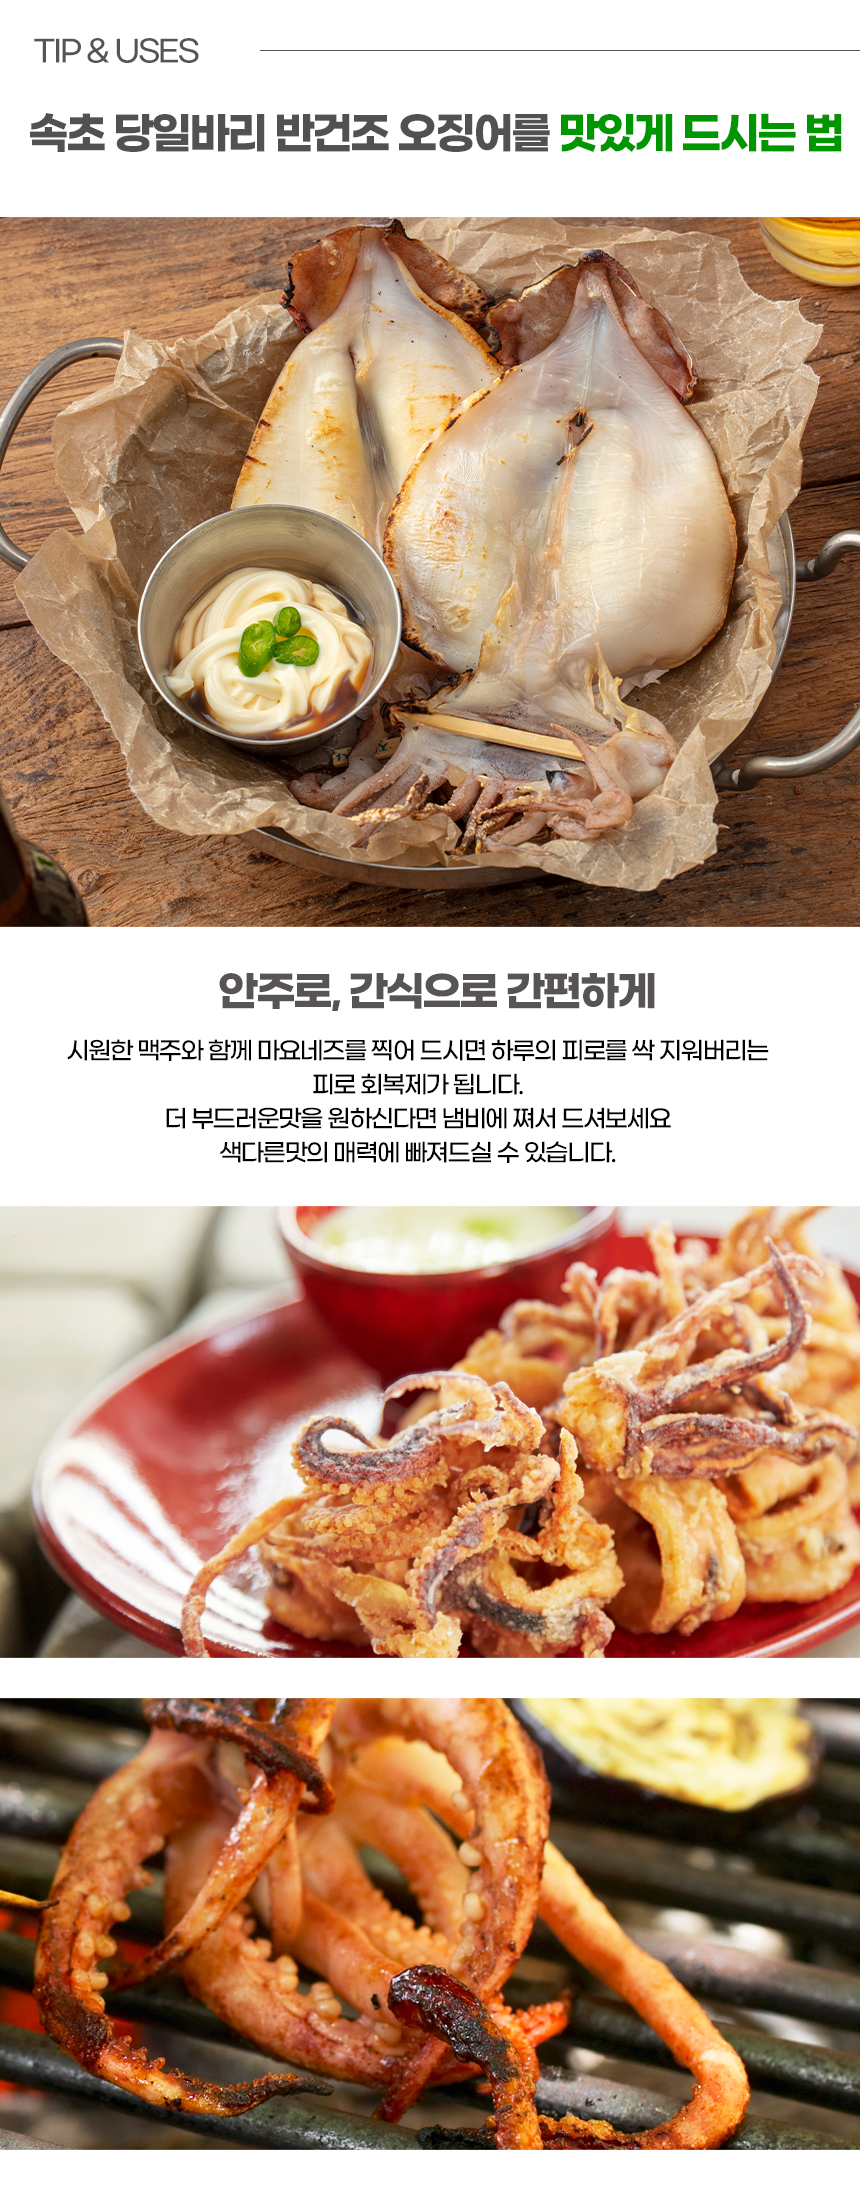 TIP & USES
속초 당일바리 반건조 오징어를 맛있게 드시는 법
안주로, 간식으로 간편하게
시원한 맥주와 함께 마요네즈를 찍어 드시면 하루의 피로를 싹 지워버리는
피로 회복제가 됩니다.
더 부드러운맛을 원하신다면 냄비에 쪄서 드셔보세요
색다른맛의 매력에 빠져드실 수 있습니다.